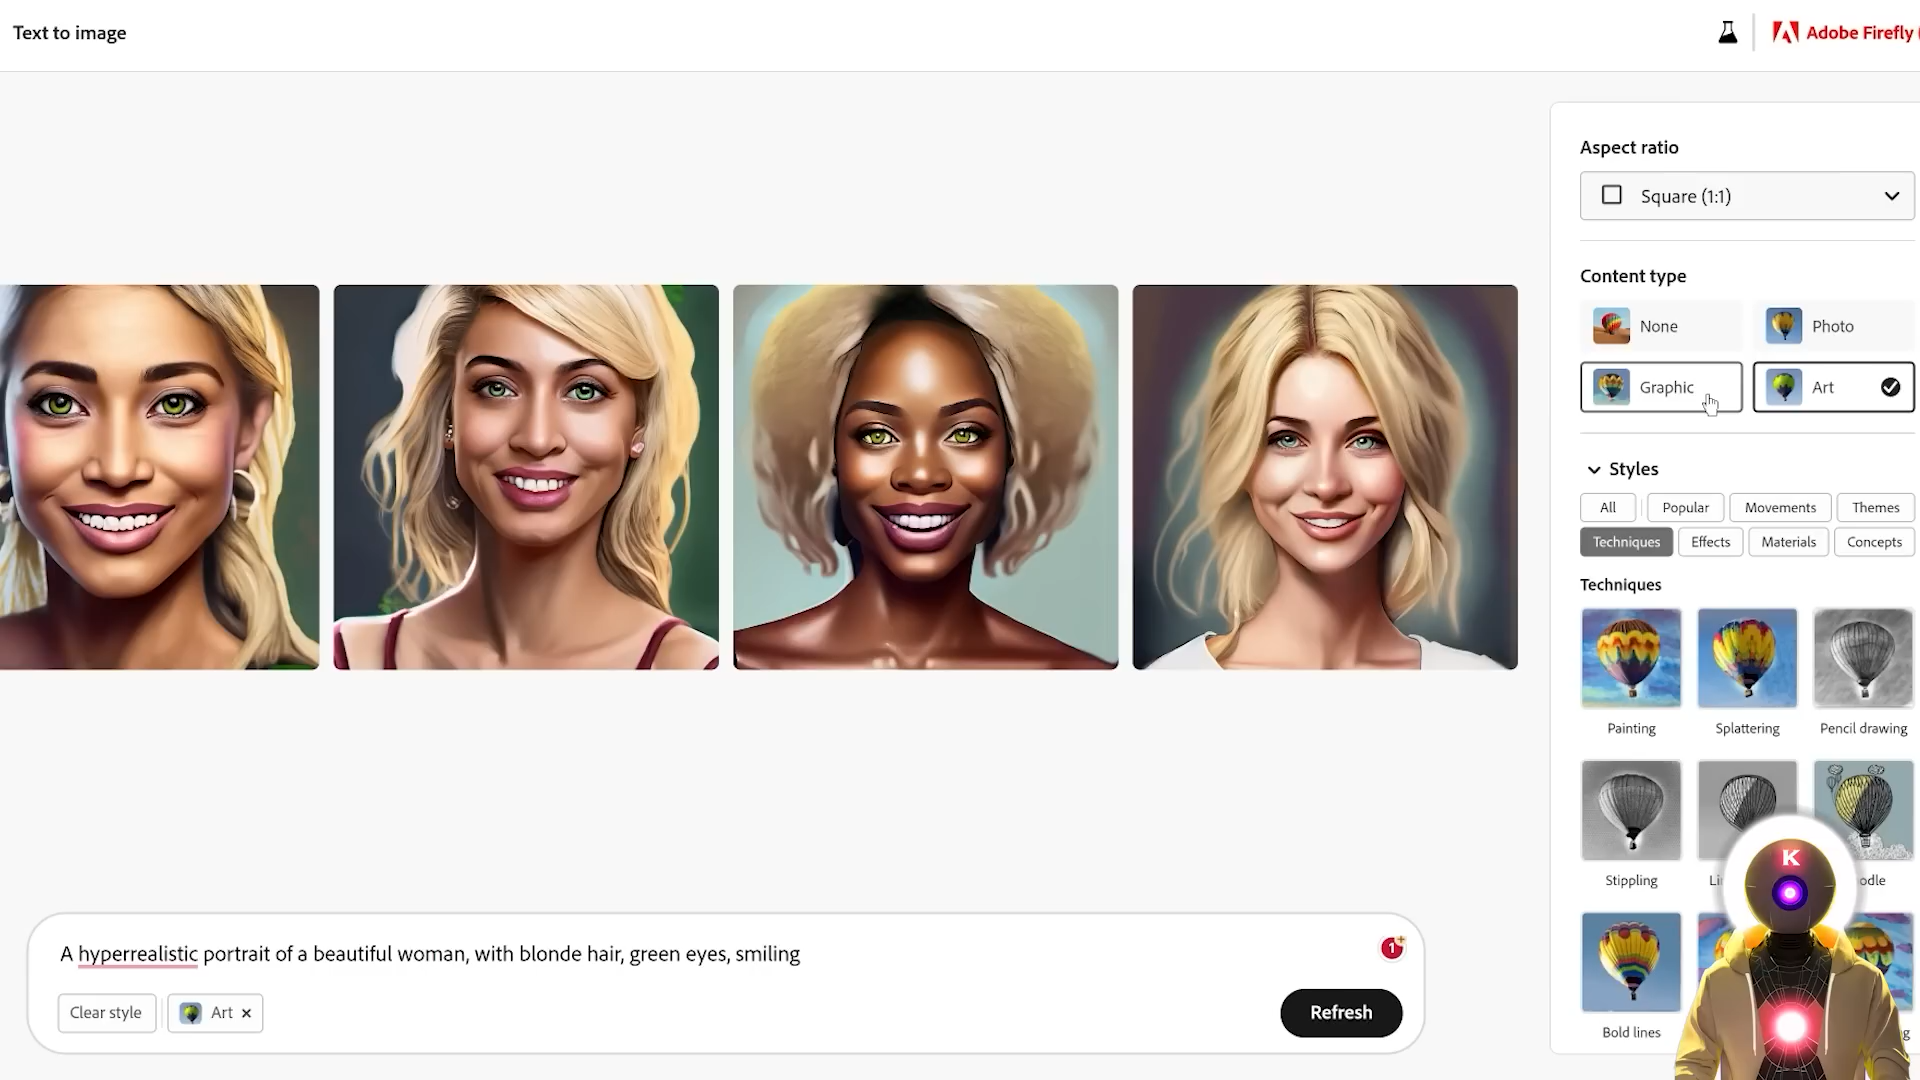 Text to image
Adobe Firefly
Aspect ratio
Square (1:1)
Content type
None
Photo
Graphic
Art
Styles
All
Popular
Movements
Themes
Techniques
Effects
Materials
Concepts
Techniques
Painting
Splattering
Pencil drawing
Stippling
Bold lines
K
A hyperrealistic portrait of a beautiful woman, with blonde hair, green eyes, smiling
1
Clear style
Art
Refresh